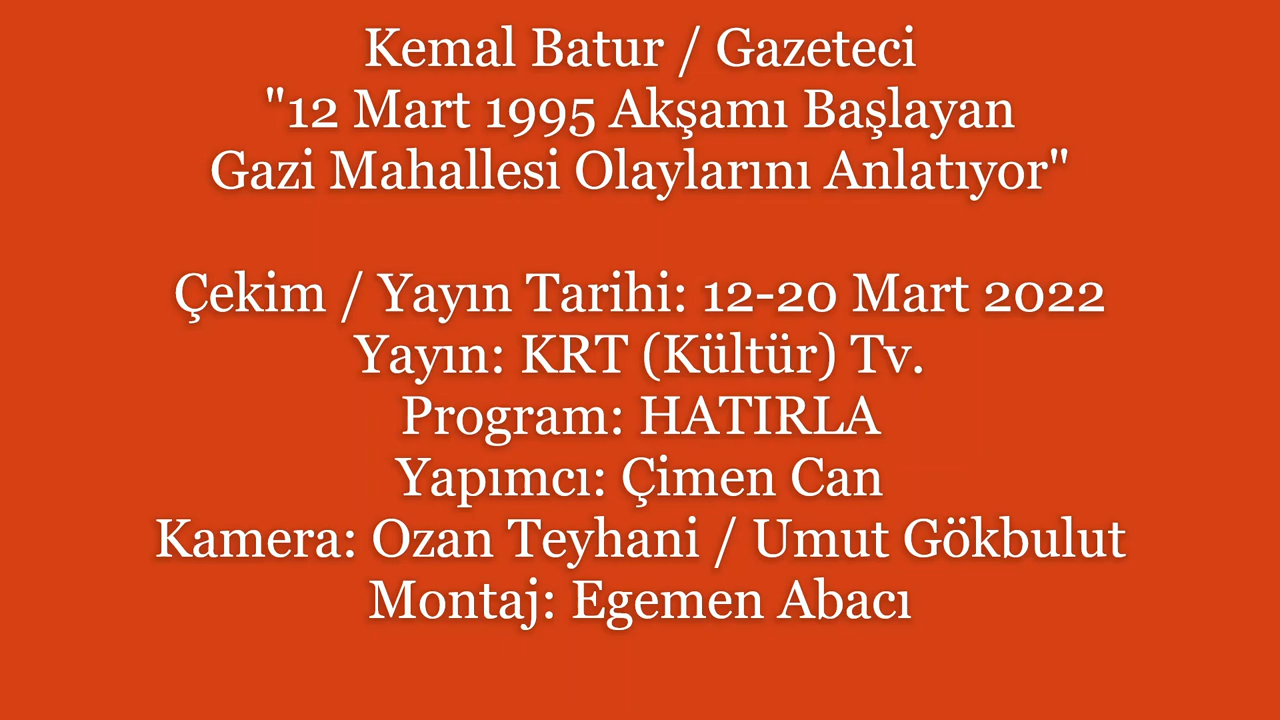 Kemal Batur / Gazeteci
"12 Mart 1995 Akşamı Başlayan
Gazi Mahallesi Olaylarını Anlatıyor"
Çekim / Yayın Tarihi: 12-20 Mart 2022
Yayın: KRT (Kültür) Tv.
Program: HATIRLA
Yapımcı: Çimen Can
Kamera: Ozan Teyhani / Umut Gökbulut
Montaj: Egemen Abacı